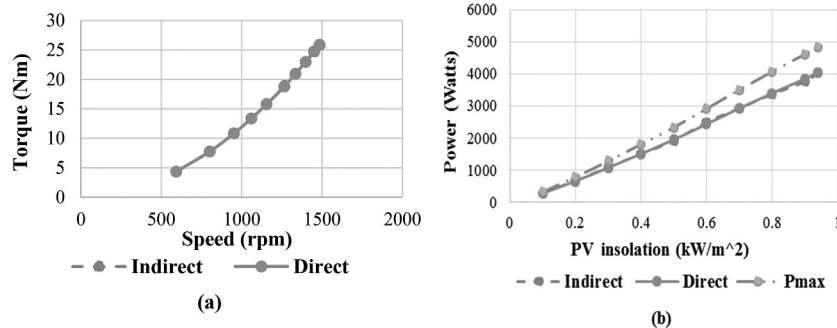 30
25
20
15
10
5
0
Torque (Nm)
0 500 1000 1500 2000
Speed (rpm)
Indirect Direct
(a)
6000
5000
4000
3000
2000
1000
0
Power (Watts)
0 0.2 0.4 0.6 0.8 1
PV insolation (kW/m^2)
Indirect Direct Pmax
(b)